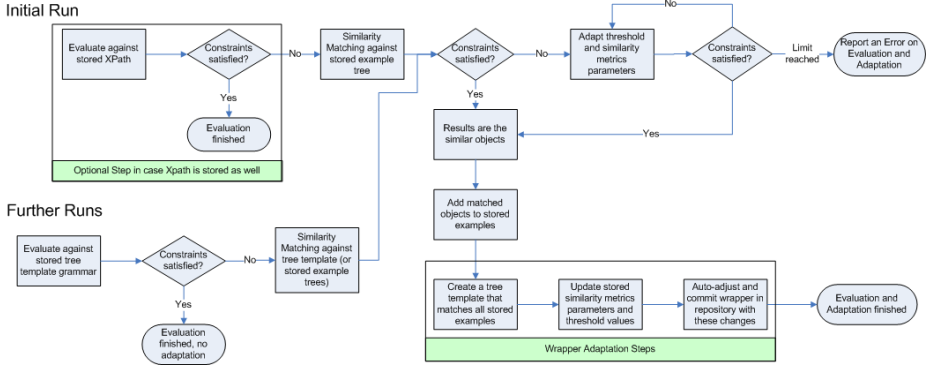 Initial Run
Evaluate against
stored XPath
Constraints
satisfied?
No
Similarity
Matching against
stored example
tree
Constraints
satisfied?
No
Adapt threshold
and similarity
metrics
parameters
No
Constraints
satisfied?
Limit
reached
Report an Error on
Evaluation and
Adaptation
Yes
Evaluation
finished
Optional Step in case Xpath is stored as well
Yes
Results are the
similar objects
Yes
Add matched
objects to stored
examples
Further Runs
Evaluate against
stored tree
template grammar
Constraints
satisfied?
No
Similarity
Matching against
tree template (or
stored example
trees)
Yes
Evaluation
finished, no
adaptation
Create a tree
template that
matches all stored
examples
Update stored
similarity metrics
parameters and
threshold values
Auto-adjust and
commit wrapper in
repository with
these changes
Evaluation and
Adaptation finished
Wrapper Adaptation Steps